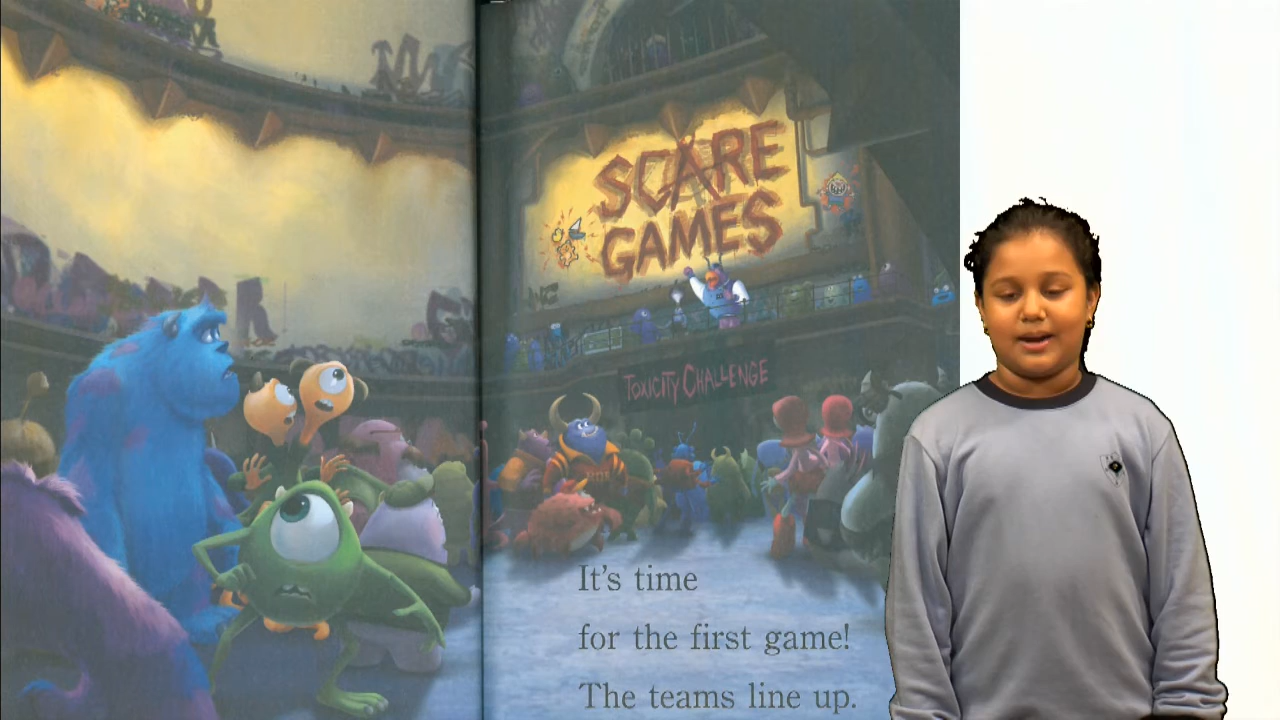 SCARE
GAMES
TOXICITY CHALLENGE
It's time
for the first game!
The teams line up.